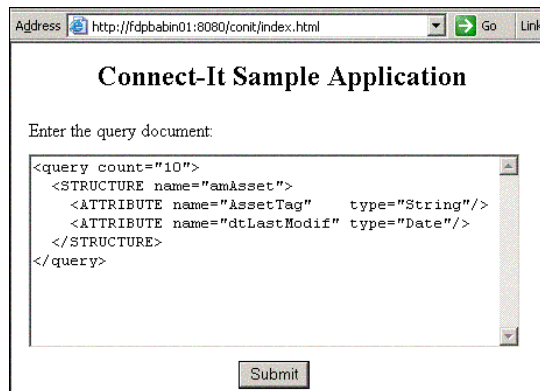 Address http://fdpbabin01:8080/conit/index.html Go Link
Connect-It Sample Application
Enter the query document:
<query count="10">
  <STRUCTURE name="amAsset">
    <ATTRIBUTE name="AssetTag"    type="String"/>
    <ATTRIBUTE name="dtLastModif" type="Date"/>
  </STRUCTURE>
</query>
Submit